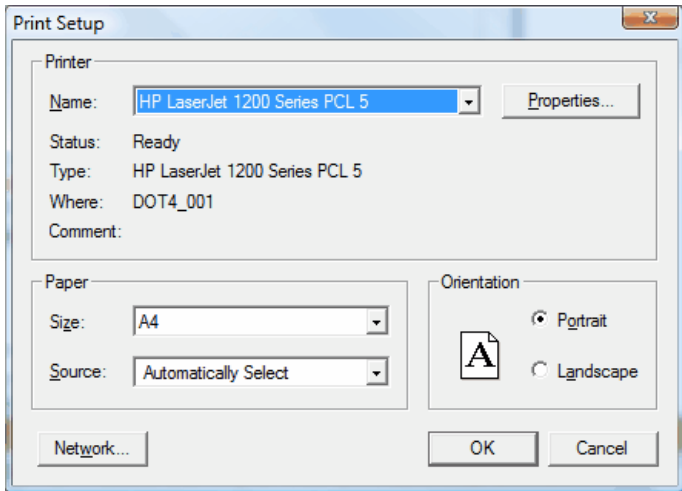 Print Setup
Printer
Name: HP LaserJet 1200 Series PCL 5 Properties...
Status: Ready
Type: HP LaserJet 1200 Series PCL 5
Where: DOT4_001
Comment:
Paper
Size: A4
Source: Automatically Select
Orientation
A
Portrait
Landscape
Network... OK Cancel